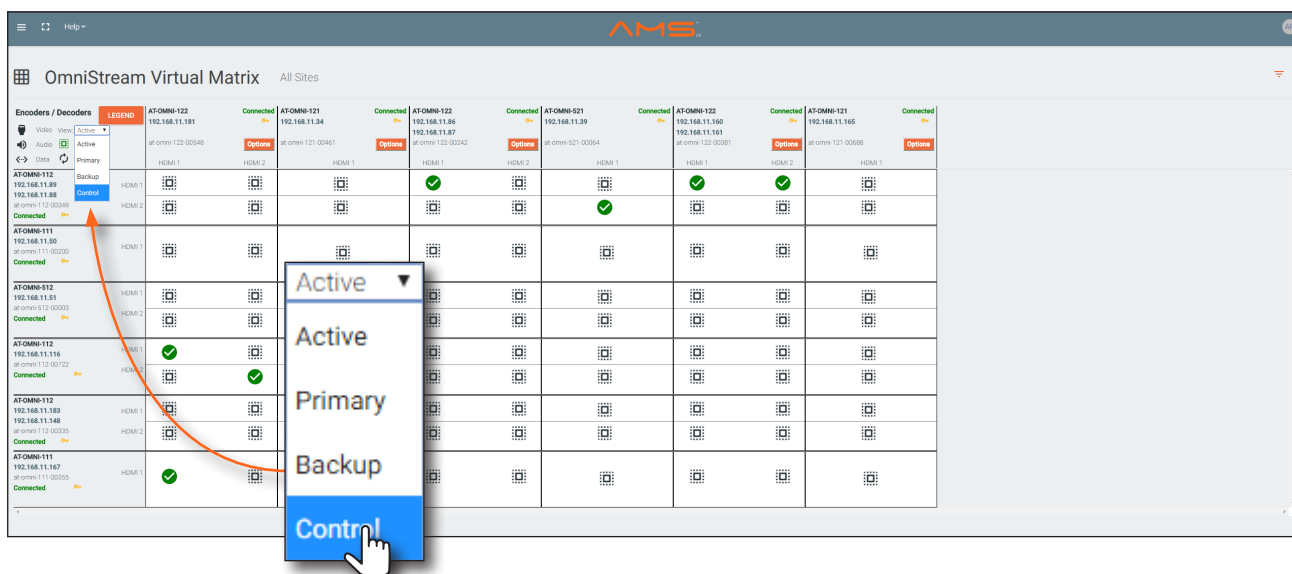 Help
AMS
OmniStream Virtual Matrix All Sites
Encoders / Decoders LEGEND
Video View: Active
Audio
Data
Active
Primary
Backup
Control
AT-OMNI-122 Connected
192.168.11.181
at-omni-122-00548 Options
HDMI 1 HDMI 2
AT-OMNI-121 Connected
192.168.11.34
at-omni-121-00461 Options
HDMI 1
AT-OMNI-122 Connected
192.168.11.86
192.168.11.87
at-omni-122-00242 Options
HDMI 1 HDMI 2
AT-OMNI-521 Connected
192.168.11.39
at-omni-521-00064
HDMI 1
AT-OMNI-122 Connected
192.168.11.160
192.168.11.161
at-omni-122-00381 Options
HDMI 1 HDMI 2
AT-OMNI-121 Connected
192.168.11.165
at-omni-121-00688 Options
HDMI 1
AT-OMNI-112
192.168.11.89
192.168.11.88
at-omni-112-00349
Connected
HDMI 1
HDMI 2
AT-OMNI-111
192.168.11.50
at-omni-111-00200
Connected
HDMI 1
AT-OMNI-512
192.168.11.51
at-omni-512-00003
Connected
HDMI 1
HDMI 2
AT-OMNI-112
192.168.11.116
at-omni-112-00722
Connected
HDMI 1
HDMI 2
AT-OMNI-112
192.168.11.183
192.168.11.148
at-omni-112-00335
Connected
HDMI 1
HDMI 2
AT-OMNI-111
192.168.11.167
at-omni-111-00355
Connected
HDMI 1
Active
Active
Primary
Backup
Control